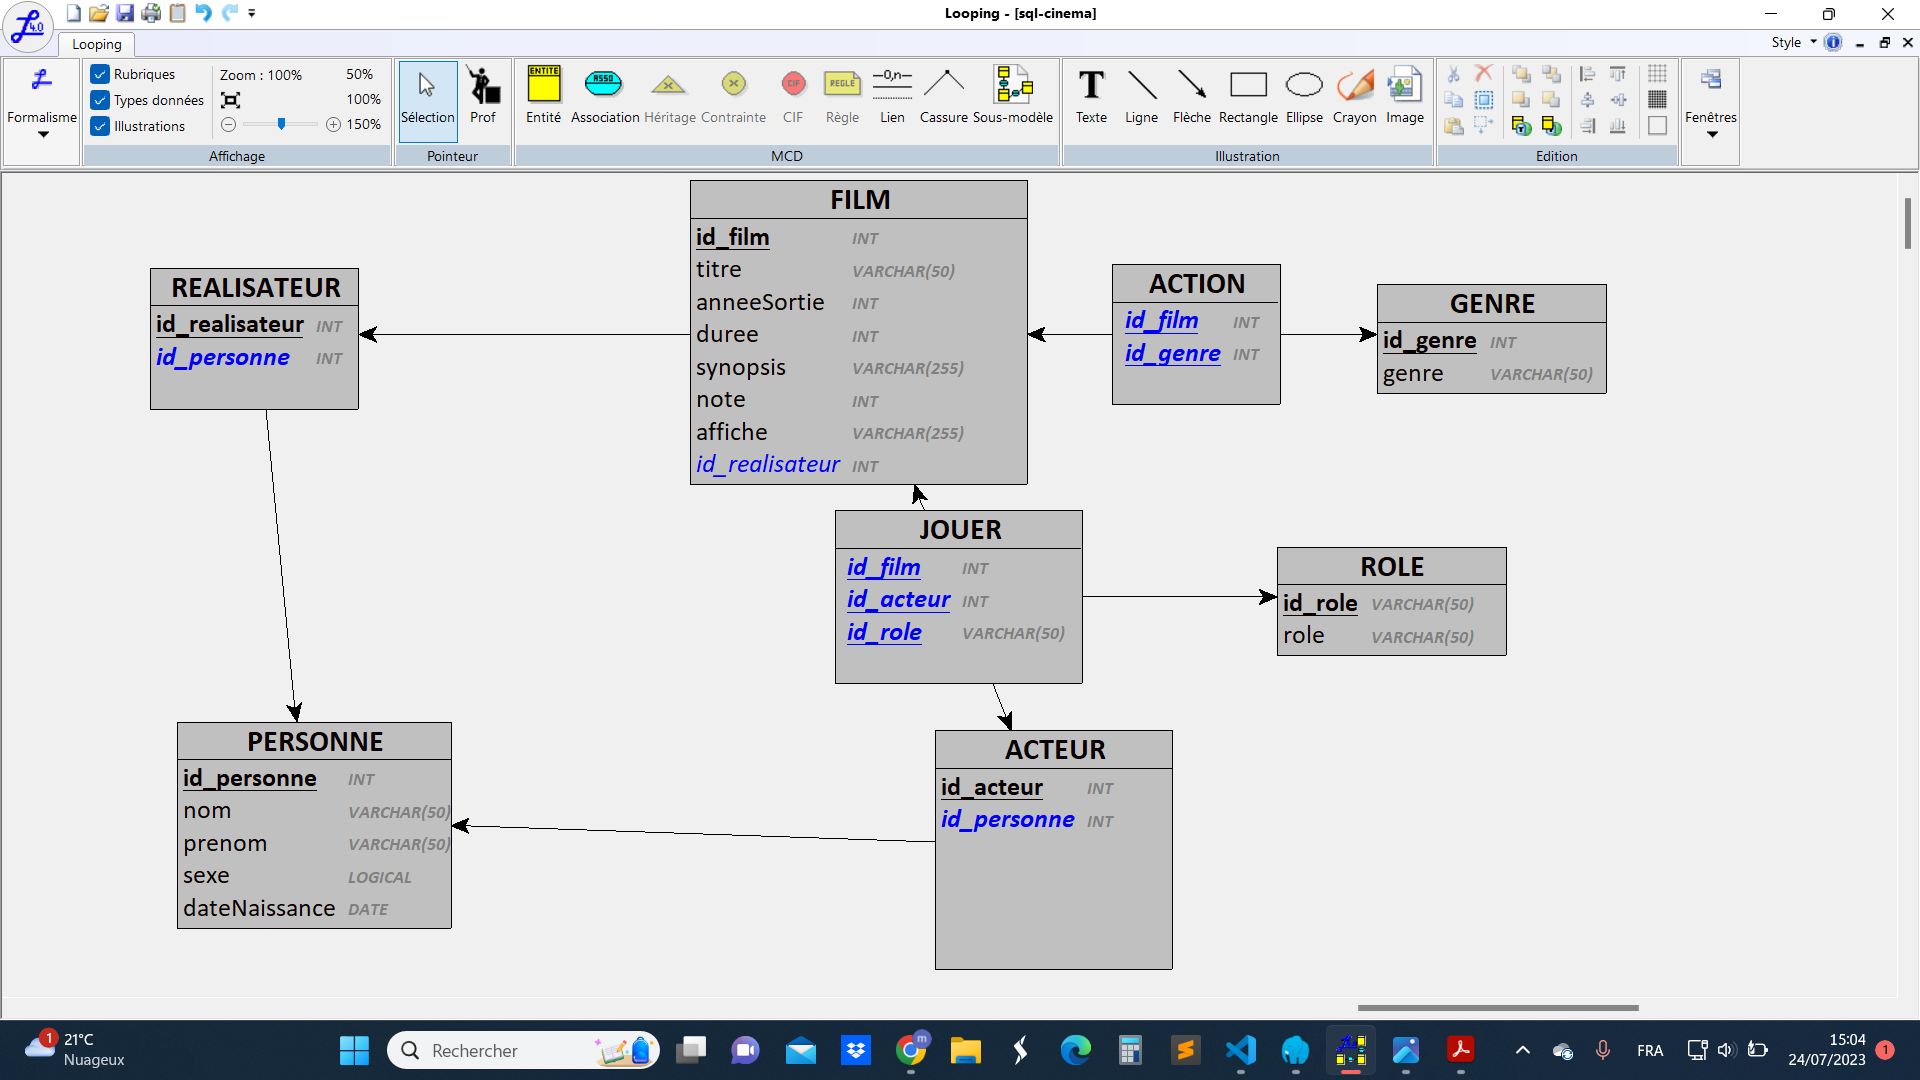 Looping - [sql-cinema]
4.0
Looping
Style
Formalisme
Rubriques
Types données
Illustrations
Zoom : 100%
50%
100%
150%
Affichage
Sélection
Prof
Pointeur
ENTITE
Entité
ASSO
Association
Héritage
Contrainte
CIF
CIF
REGLE
Règle
0,n
Lien
Cassure
Sous-modèle
MCD
T
Texte
Ligne
Flèche
Rectangle
Ellipse
Crayon
Image
Illustration
Edition
Fenêtres
FILM
id_film INT
titre VARCHAR(50)
anneeSortie INT
duree INT
synopsis VARCHAR(255)
note INT
affiche VARCHAR(255)
id_realisateur INT
REALISATEUR
id_realisateur INT
id_personne INT
ACTION
id_film INT
id_genre INT
GENRE
id_genre INT
genre VARCHAR(50)
JOUER
id_film INT
id_acteur INT
id_role VARCHAR(50)
ROLE
id_role VARCHAR(50)
role VARCHAR(50)
PERSONNE
id_personne INT
nom VARCHAR(50)
prenom VARCHAR(50)
sexe LOGICAL
dateNaissance DATE
ACTEUR
id_acteur INT
id_personne INT
1
21°C
Nuageux
Rechercher
m
FRA
15:04
24/07/2023
1